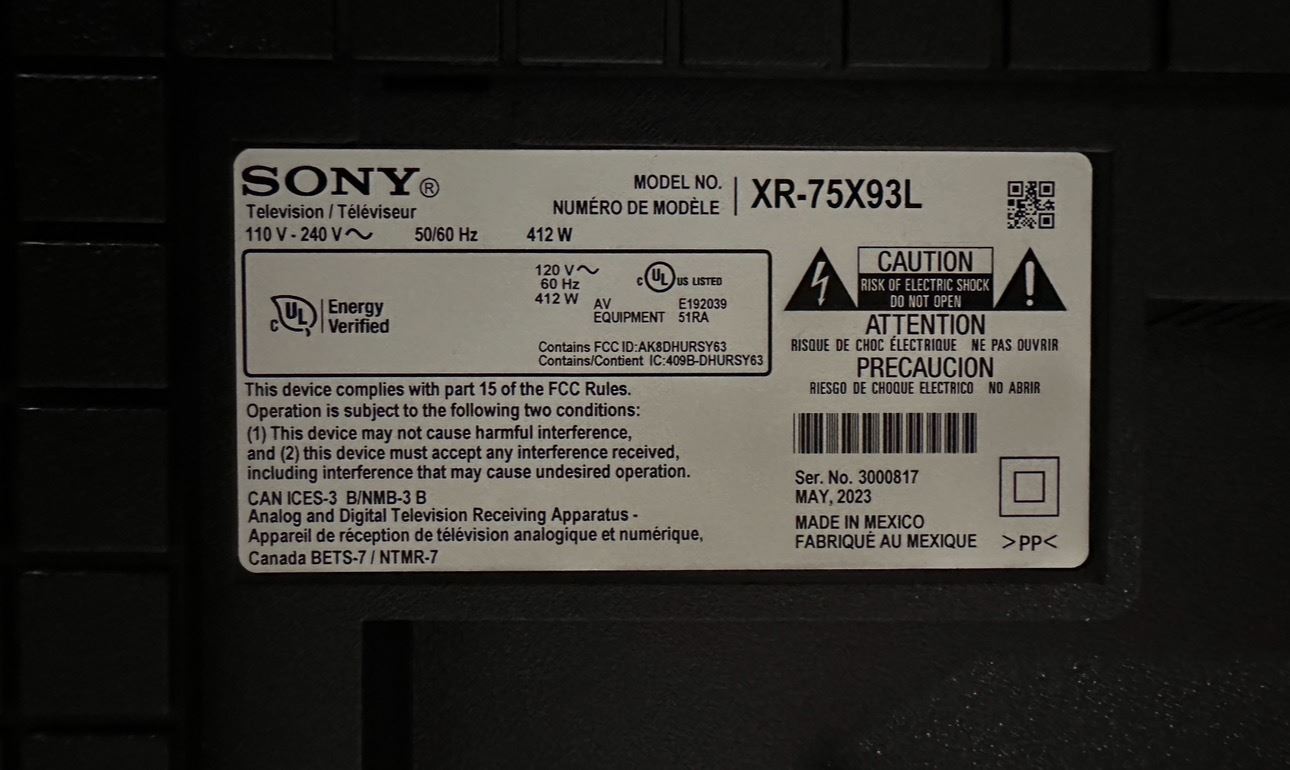 SONY®
Television / Téléviseur
110 V - 240 V～ 50/60 Hz 412 W
MODEL NO.
NUMÉRO DE MODÈLE
XR-75X93L
c UL
Energy
Verified
120 V～
60 Hz
412 W
c UL US LISTED
AV E192039
EQUIPMENT 51RA
Contains FCC ID:AK8DHURSY63
Contains/Contient IC:409B-DHURSY63
This device complies with part 15 of the FCC Rules.
Operation is subject to the following two conditions:
(1) This device may not cause harmful interference,
and (2) this device must accept any interference received,
including interference that may cause undesired operation.
CAN ICES-3 B/NMB-3 B
Analog and Digital Television Receiving Apparatus -
Appareil de réception de télévision analogique et numérique,
Canada BETS-7 / NTMR-7
CAUTION
RISK OF ELECTRIC SHOCK
DO NOT OPEN
ATTENTION
RISQUE DE CHOC ÉLECTRIQUE NE PAS OUVRIR
PRECAUCION
RIESGO DE CHOQUE ELECTRICO NO ABRIR
Ser. No. 3000817
MAY, 2023
MADE IN MEXICO
FABRIQUÉ AU MEXIQUE
>PP<